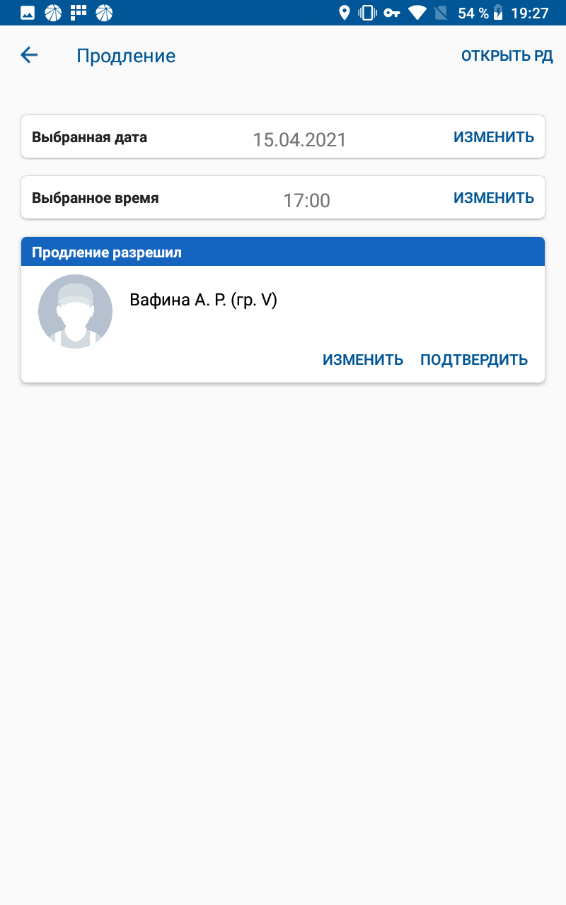 54 % 19:27
Продление ОТКРЫТЬ РД
Выбранная дата 15.04.2021 ИЗМЕНИТЬ
Выбранное время 17:00 ИЗМЕНИТЬ
Продление разрешил
Вафина А. Р. (гр. V)
ИЗМЕНИТЬ ПОДТВЕРДИТЬ